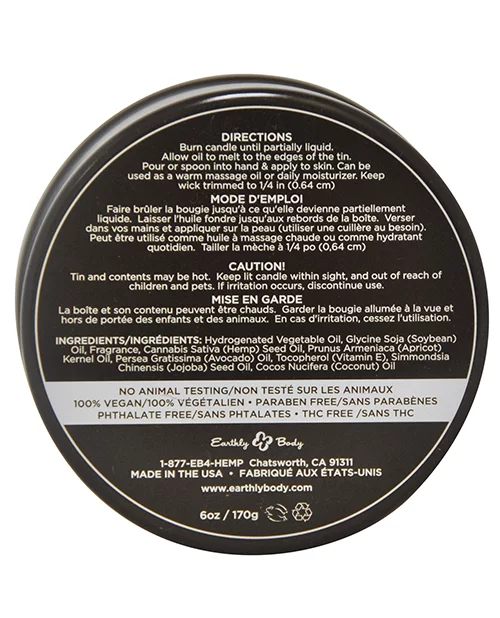 DIRECTIONS
Burn candle until partially liquid.
Allow oil to melt to the edges of the tin.
Pour or spoon into hand & apply to skin. Can be
used as a warm massage oil or daily moisturizer. Keep
wick trimmed to 1/4 in (0.64 cm)
MODE D'EMPLOI
Faire brûler la bougie jusqu'à ce qu'elle devienne partiellement
liquide. Laisser l'huile fondre jusqu'aux rebords de la boîte. Verser
dans vos mains et appliquer sur la peau (utiliser une cuillère au besoin).
Peut être utilisé comme huile à massage chaude ou comme hydratant
quotidien. Tailler la mèche à 1/4 po (0,64 cm)
CAUTION!
Tin and contents may be hot. Keep lit candle within sight, and out of reach of
children and pets. If irritation occurs, discontinue use.
MISE EN GARDE
La boîte et son contenu peuvent être chauds. Garder la bougie allumée à la vue et
hors de portée des enfants et des animaux. En cas d'irritation, cessez l'utilisation.
INGREDIENTS/INGRÉDIENTS: Hydrogenated Vegetable Oil, Glycine Soja (Soybean)
Oil, Fragrance, Cannabis Sativa (Hemp) Seed Oil, Prunus Armeniaca (Apricot)
Kernel Oil, Persea Gratissima (Avocado) Oil, Tocopherol (Vitamin E), Simmondsia
Chinensis (Jojoba) Seed Oil, Cocos Nucifera (Coconut) Oil
NO ANIMAL TESTING/NON TESTÉ SUR LES ANIMAUX
100% VEGAN/100% VÉGÉTALIEN • PARABEN FREE/SANS PARABÈNES
PHTHALATE FREE/SANS PHTALATES • THC FREE /SANS THC
Earthly Body
1-877-EB4-HEMP Chatsworth, CA 91311
MADE IN THE USA • FABRIQUÉ AUX ÉTATS-UNIS
www.earthlybody.com
6oz / 170g